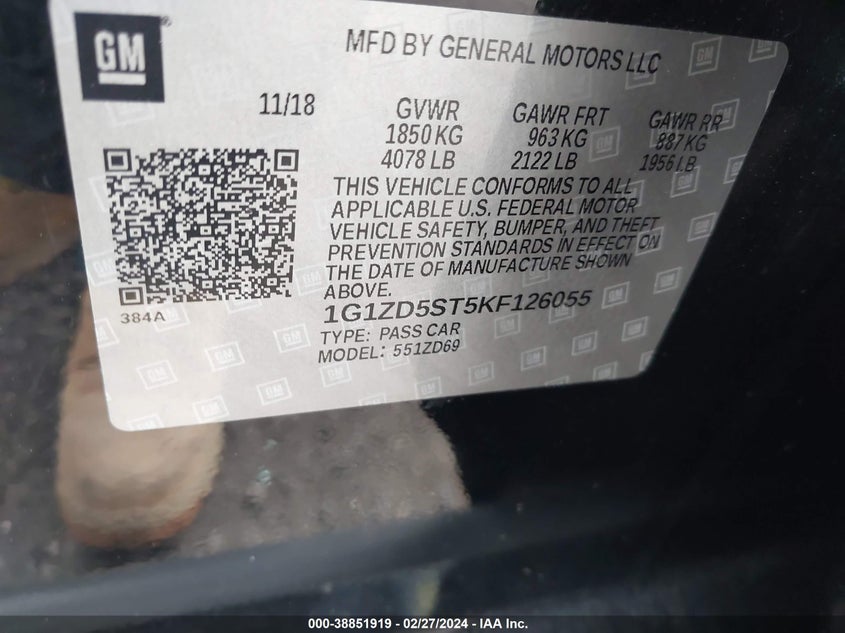 GM
MFD BY GENERAL MOTORS LLC
11/18 GVWR GAWR FRT GAWR RR
1850 KG 963 KG 887 KG
4078 LB 2122 LB 1956 LB
THIS VEHICLE CONFORMS TO ALL
APPLICABLE U.S. FEDERAL MOTOR
VEHICLE SAFETY, BUMPER, AND THEFT
PREVENTION STANDARDS IN EFFECT ON
THE DATE OF MANUFACTURE SHOWN
ABOVE.
384A
1G1ZD5ST5KF126055
TYPE: PASS CAR
MODEL: 551ZD69
000-38851919 - 02/27/2024 - IAA Inc.